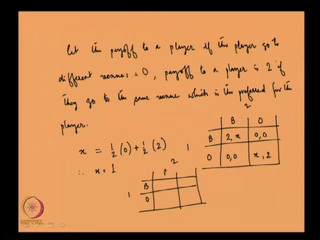 Let the payoff to a player if this player go to
different venues = 0, payoff to a player is 2 if
they go to the same venue which is the preferred for the
player.
x = 1/2 (0) + 1/2 (2)
∴ x = 1
2
B O
1 B 2, x 0,0
O 0,0 x, 2
2
1 B
O